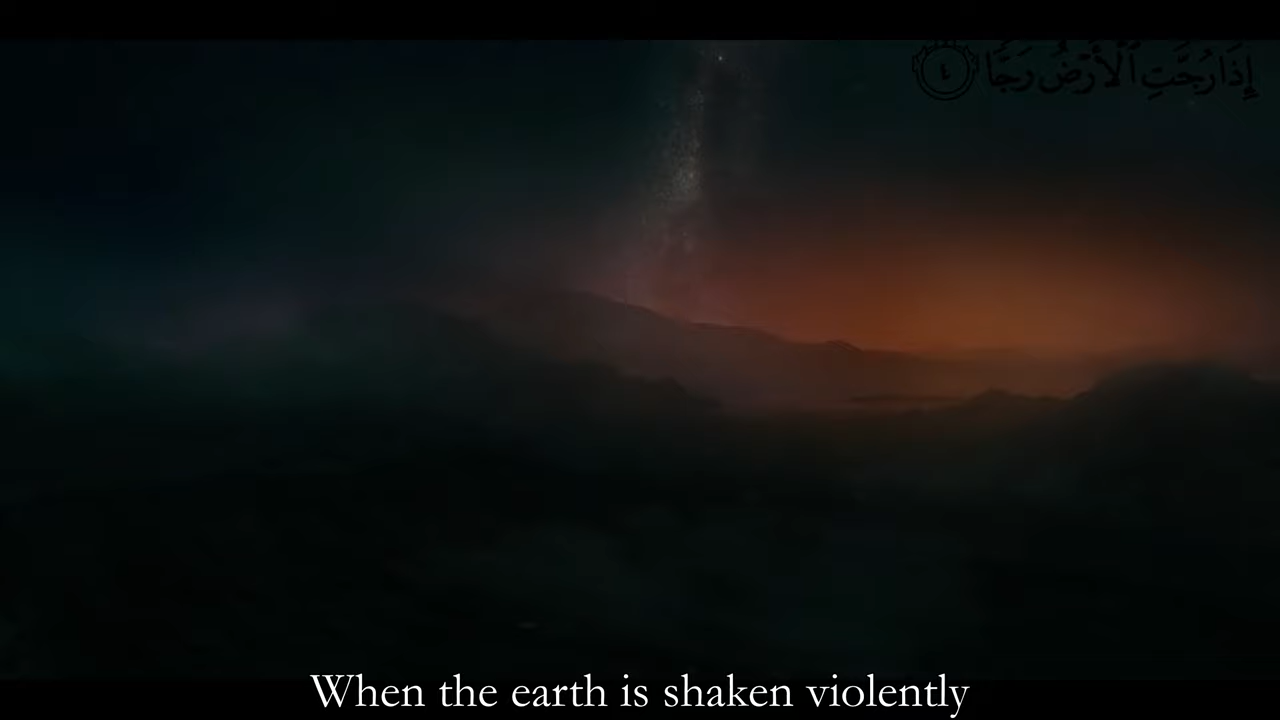 إِذَا رُجَّتِ ٱلْأَرْضُ رَجًّا ٤
When the earth is shaken violently